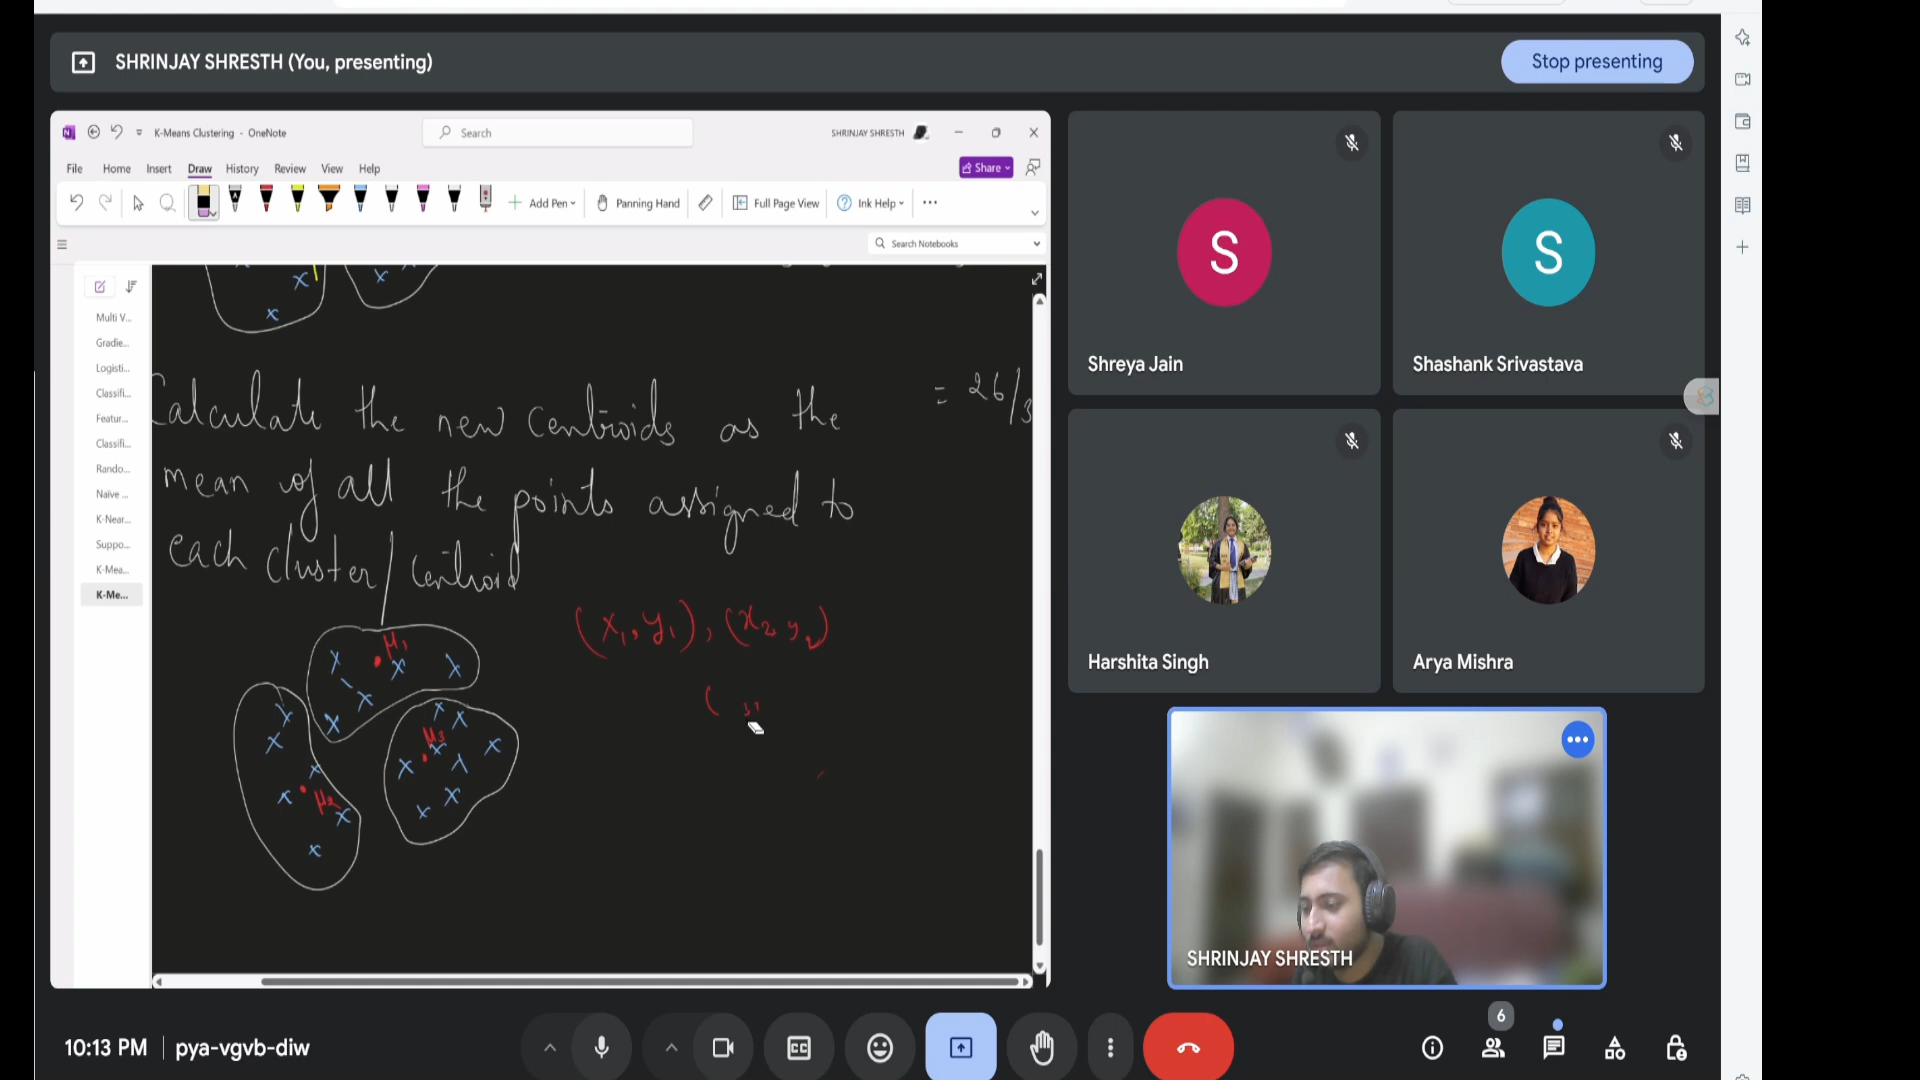 SHRINJAY SHRESTH (You, presenting)
Stop presenting
K-Means Clustering - OneNote
Search
SHRINJAY SHRESTH
File Home Insert Draw History Review View Help
Share
Add Pen
Panning Hand
Full Page View
Ink Help
Search Notebooks
Multi V...
Gradie...
Logisti...
Classifi...
Featur...
Classifi...
Rando...
Naive ...
K-Near...
Suppo...
K-Mea...
K-Me...
Calculate the new centroids as the
= 26/3
mean of all the points assigned to
each cluster/centroid
(x₁, y₁), (x₂ y₂)
(
μ₁
μ₃
μ₂
Shreya Jain
Shashank Srivastava
Harshita Singh
Arya Mishra
SHRINJAY SHRESTH
10:13 PM | pya-vgvb-diw
6